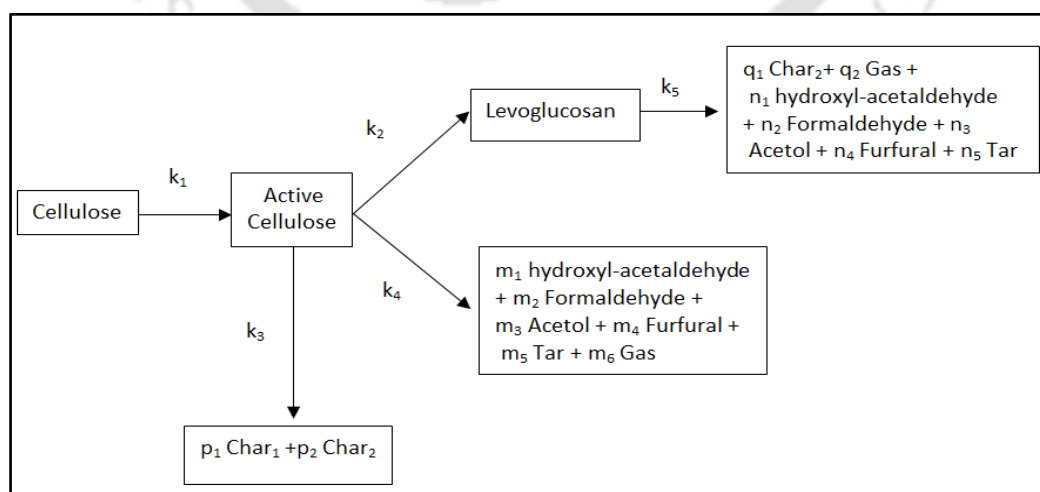 q₁ Char₂+ q₂ Gas +
n₁ hydroxyl-acetaldehyde
+ n₂ Formaldehyde + n₃
Acetol + n₄ Furfural + n₅ Tar
k₅
Levoglucosan
k₂
k₁
Active
Cellulose
Cellulose
k₄
m₁ hydroxyl-acetaldehyde
+ m₂ Formaldehyde +
m₃ Acetol + m₄ Furfural +
m₅ Tar + m₆ Gas
k₃
p₁ Char₁ +p₂ Char₂